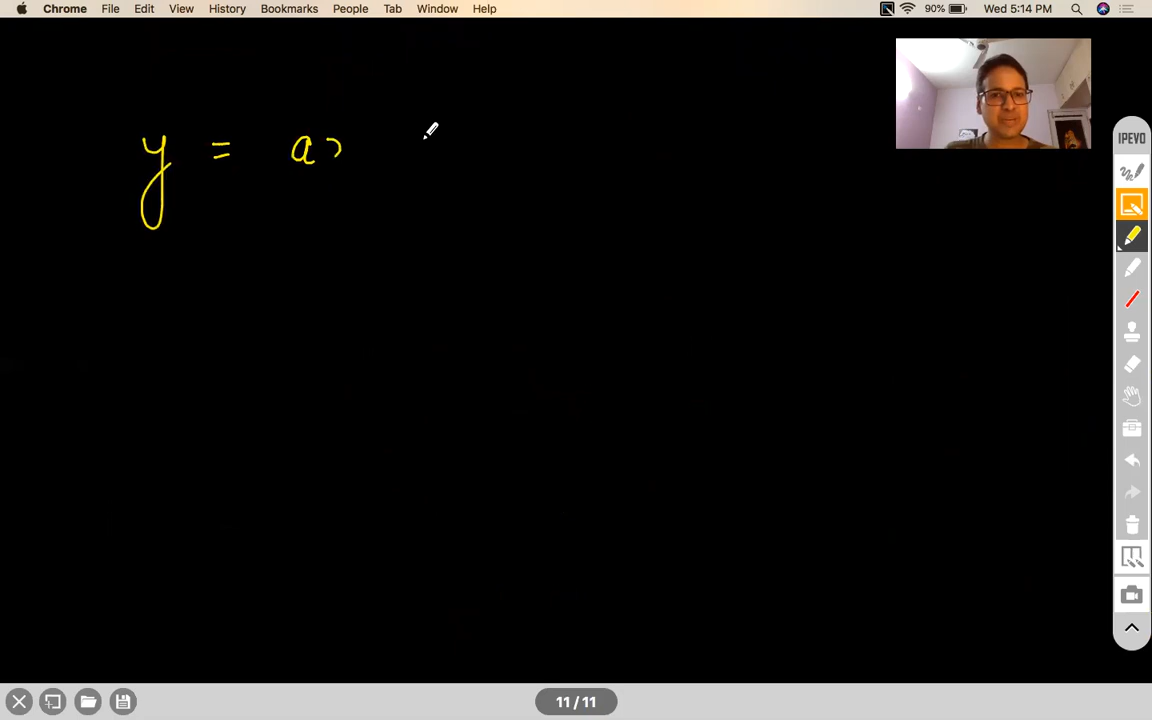 Chrome File Edit View History Bookmarks People Tab Window Help 90% Wed 5:14 PM
y = a
IPEVO
11 / 11